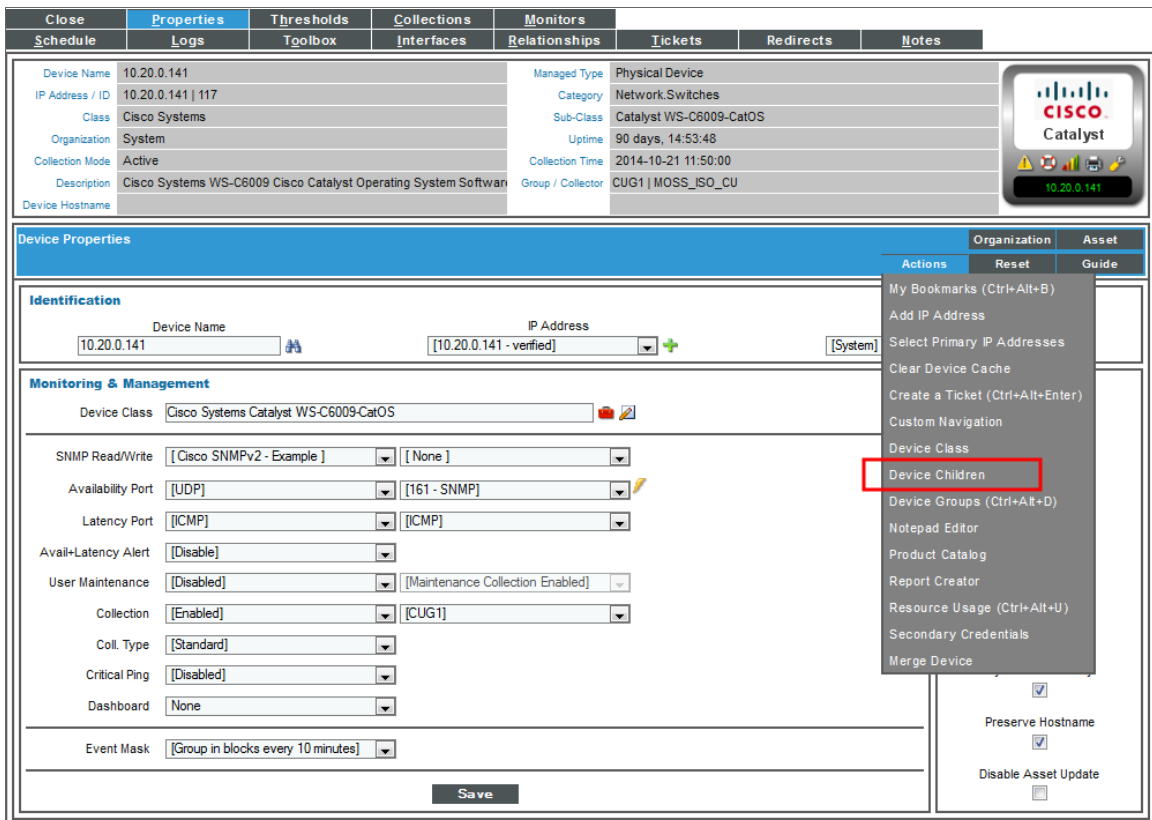 Close Properties Thresholds Collections Monitors
Schedule Logs Toolbox Interfaces Relationships Tickets Redirects Notes
Device Name 10.20.0.141 Managed Type Physical Device
IP Address / ID 10.20.0.141 | 117 Category Network.Switches
Class Cisco Systems Sub-Class Catalyst WS-C6009-CatOS
Organization System Uptime 90 days, 14:53:48
Collection Mode Active Collection Time 2014-10-21 11:50:00
Description Cisco Systems WS-C6009 Cisco Catalyst Operating System Softwar Group / Collector CUG1 | MOSS_ISO_CU
Device Hostname
CISCO
Catalyst
10.20.0.141
Device Properties Organization Asset
Actions Reset Guide
My Bookmarks (Ctrl+Alt+B)
Add IP Address
Select Primary IP Addresses
Clear Device Cache
Create a Ticket (Ctrl+Alt+Enter)
Custom Navigation
Device Class
Device Children
Device Groups (Ctrl+Alt+D)
Notepad Editor
Product Catalog
Report Creator
Resource Usage (Ctrl+Alt+U)
Secondary Credentials
Merge Device
Identification
Device Name IP Address
10.20.0.141 [10.20.0.141 - verified] [System]
Monitoring & Management
Device Class Cisco Systems Catalyst WS-C6009-CatOS
SNMP Read/Write [ Cisco SNMPv2 - Example ] [ None ]
Availability Port [UDP] [161 - SNMP]
Latency Port [ICMP] [ICMP]
Avail+Latency Alert [Disable]
User Maintenance [Disabled] [Maintenance Collection Enabled]
Collection [Enabled] [CUG1]
Coll. Type [Standard]
Critical Ping [Disabled]
Dashboard None
Event Mask [Group in blocks every 10 minutes]
Save
Preserve Hostname
Disable Asset Update